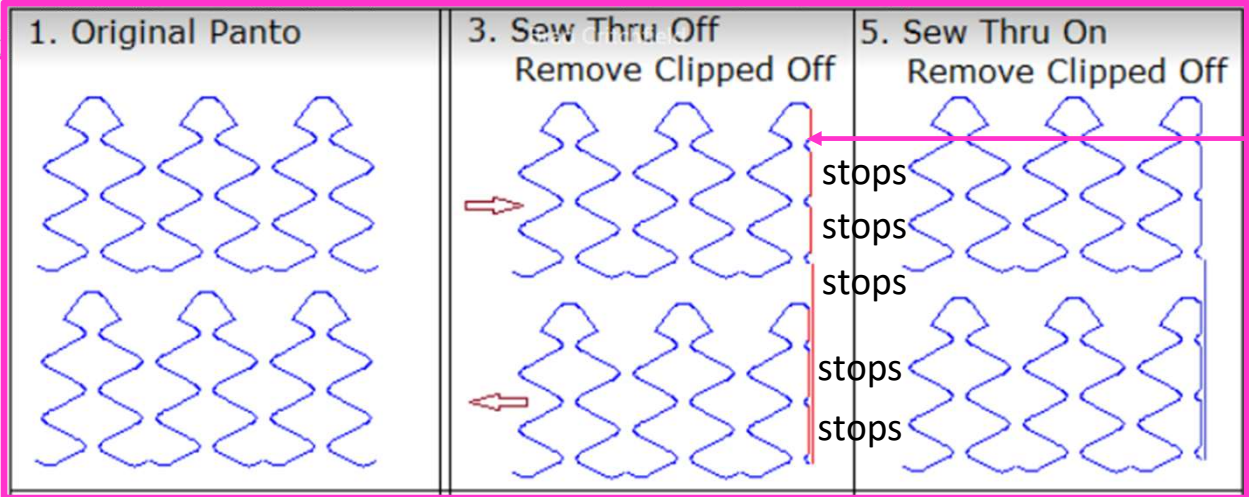 1. Original Panto
3. Sew Thru Off
Remove Clipped Off
5. Sew Thru On
Remove Clipped Off
stops
stops
stops
stops
stops